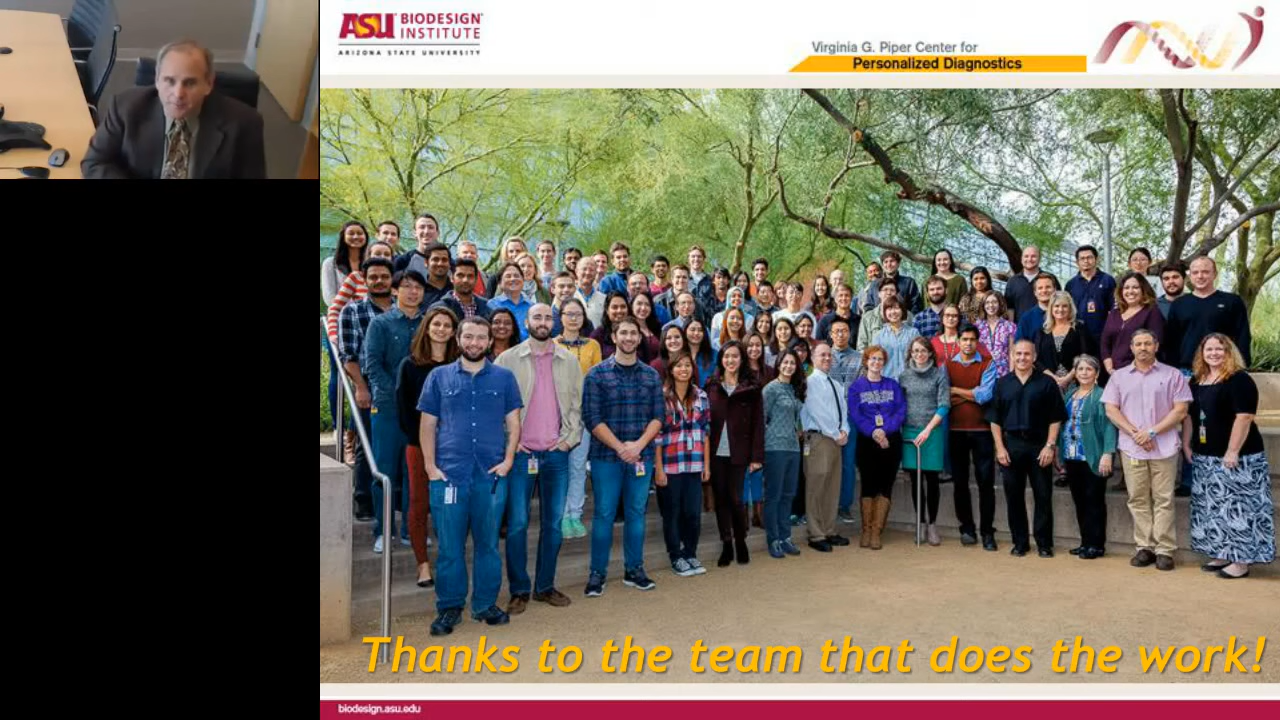 ASU BIODESIGN
INSTITUTE
ARIZONA STATE UNIVERSITY
Virginia G. Piper Center for
Personalized Diagnostics
Thanks to the team that does the work!
biodesign.asu.edu